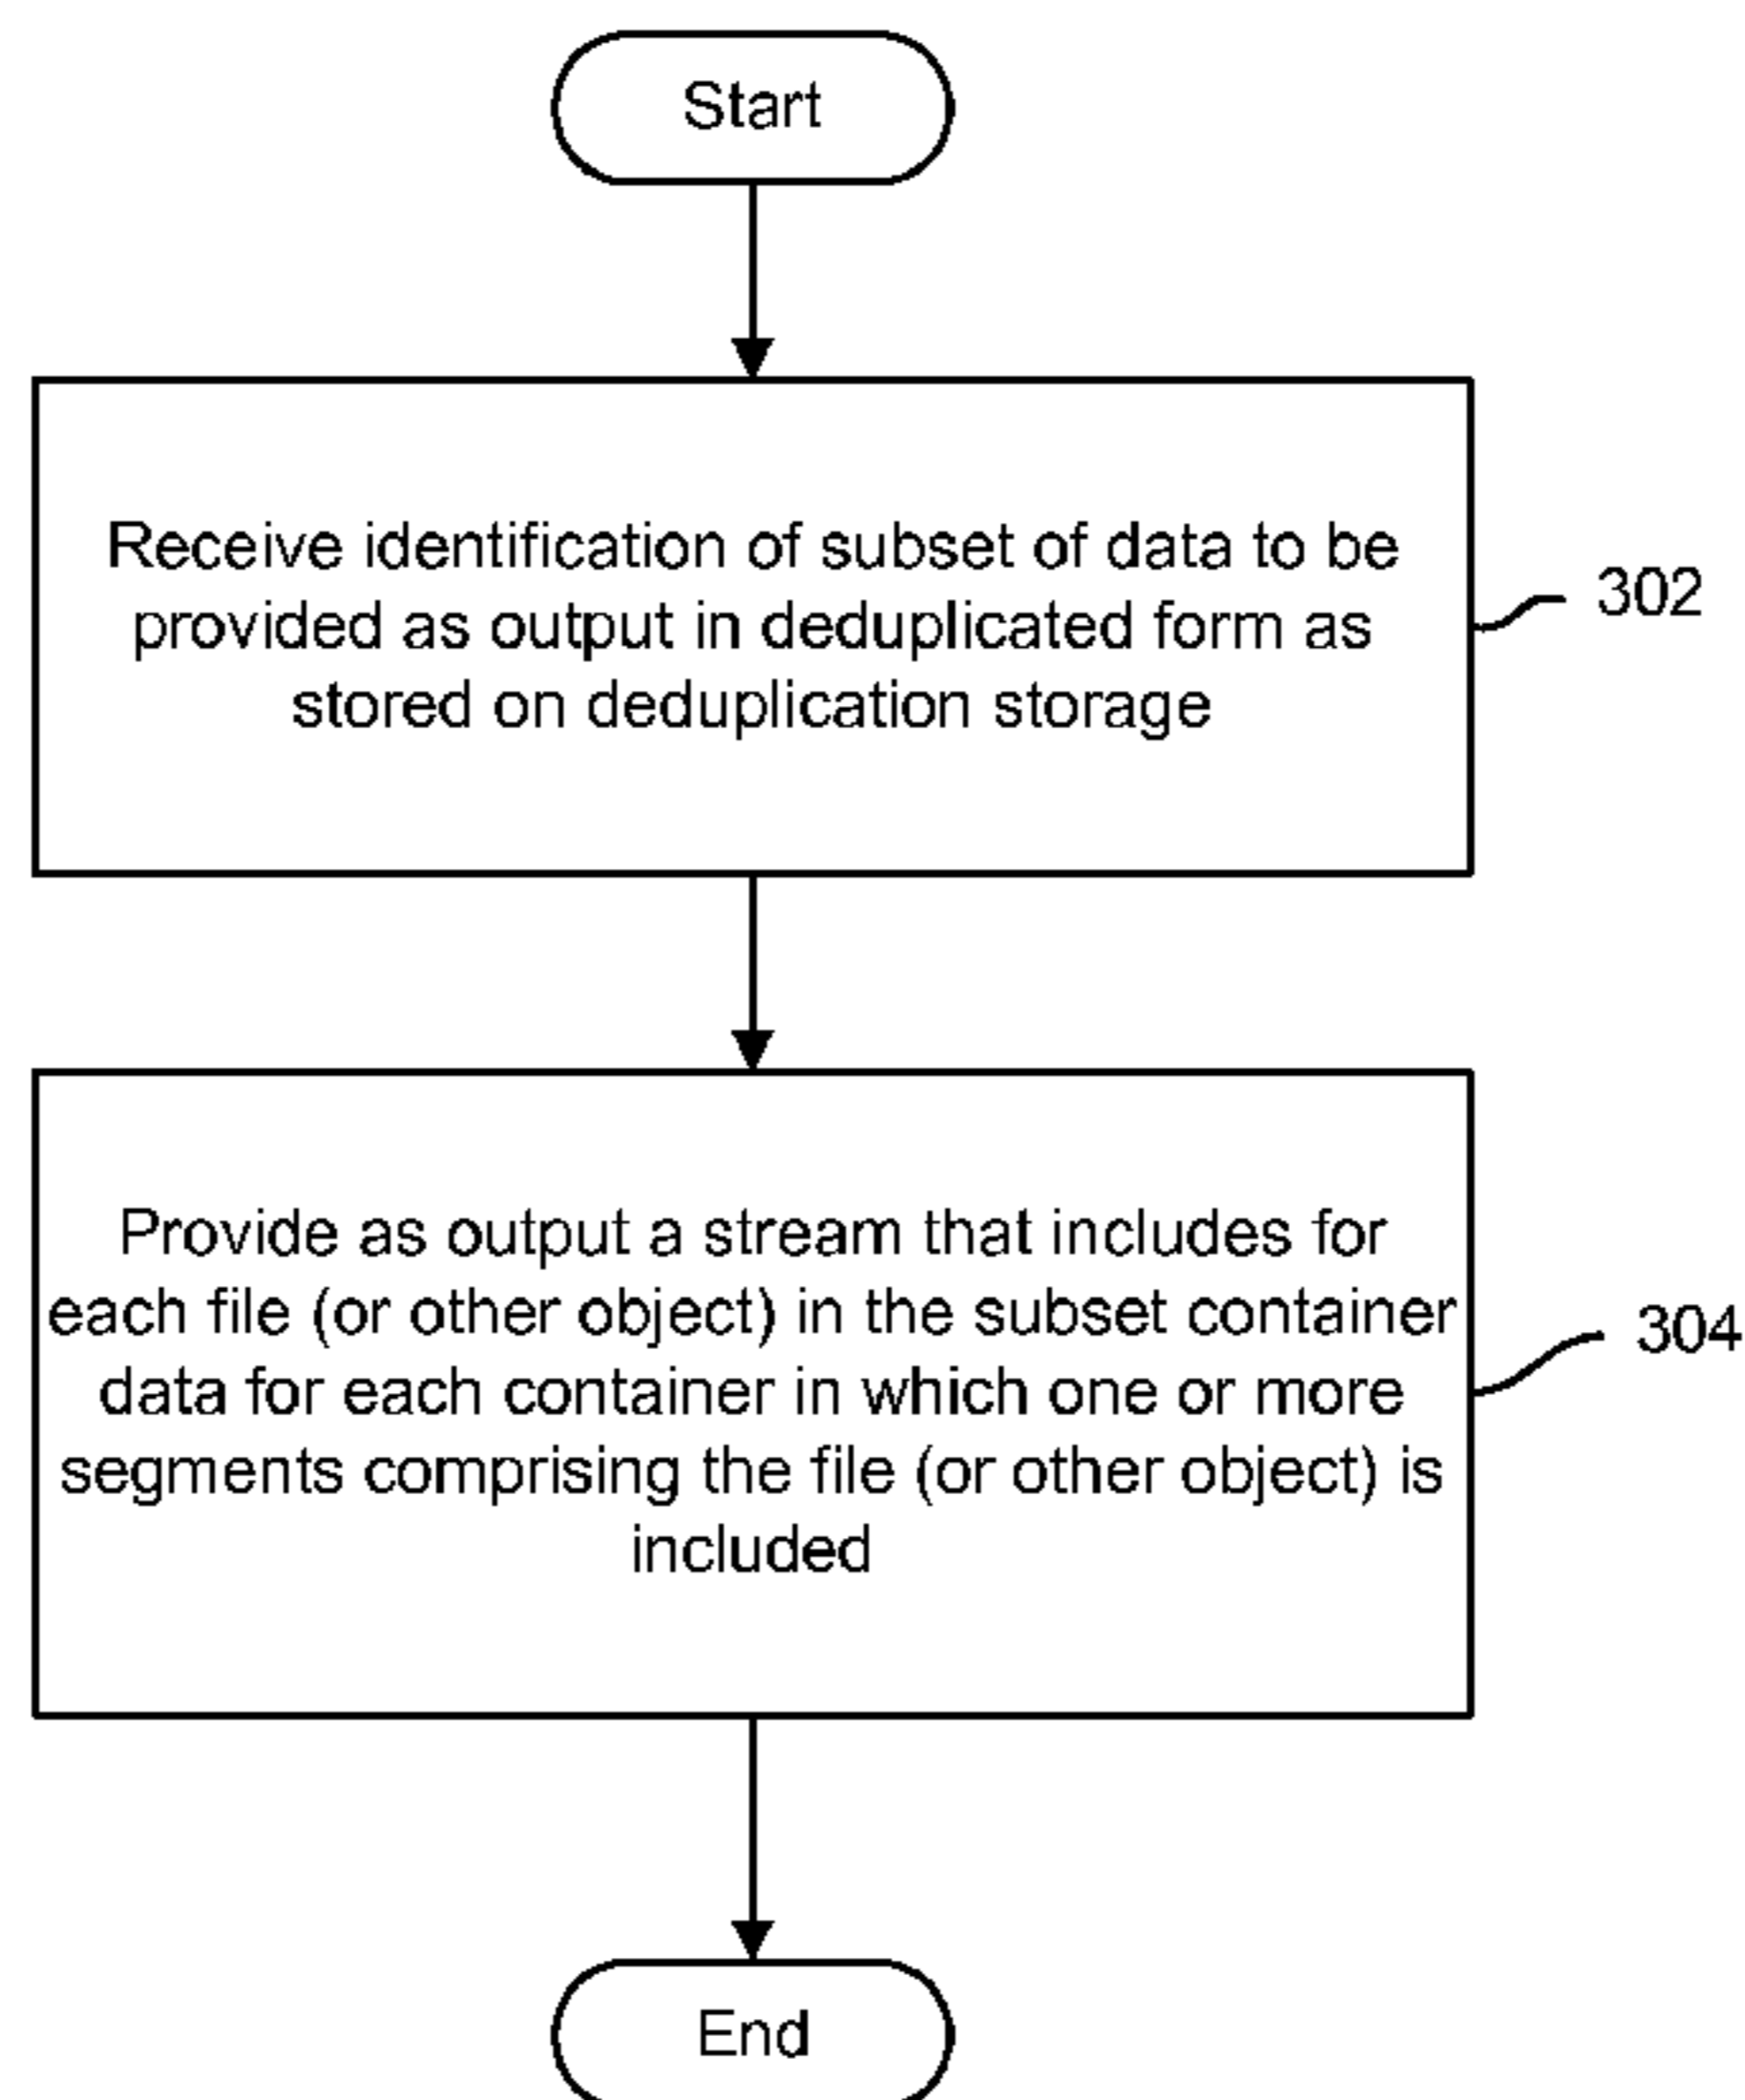 Start
Receive identification of subset of data to be
provided as output in deduplicated form as
stored on deduplication storage
302
Provide as output a stream that includes for
each file (or other object) in the subset container
data for each container in which one or more
segments comprising the file (or other object) is
included
304
End